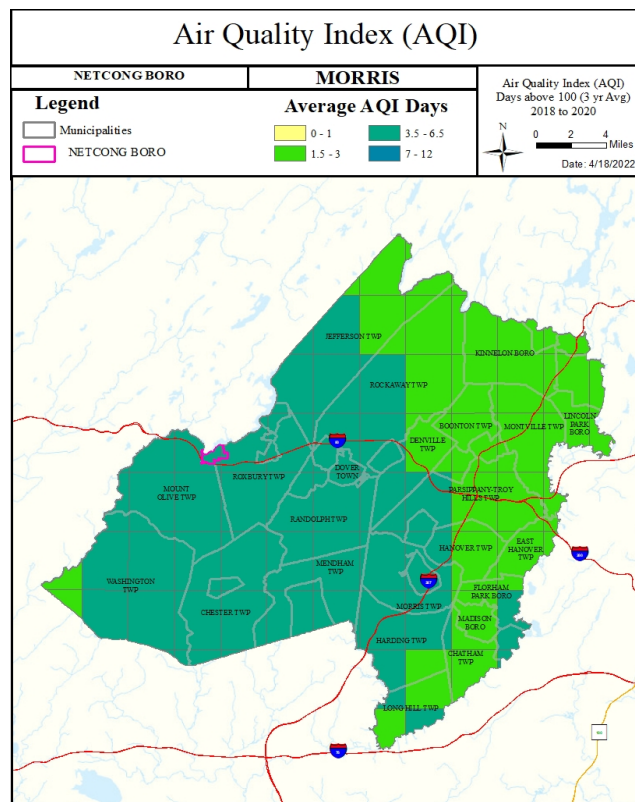 Air Quality Index (AQI)
NETCONG BORO
MORRIS
Legend
Municipalities
NETCONG BORO
Average AQI Days
0 - 1
1.5 - 3
3.5 - 6.5
7 - 12
Air Quality Index (AQI)
Days above 100 (3 yr Avg)
2018 to 2020
N
0 2 4
Miles
Date: 4/18/2022
JEFFERSON TWP
KINNELON BORO
ROCKAWAY TWP
LINCOLN
PARK
BORO
BOONTON TWP
MONTVILLE TWP
DENVILLE
TWP
DOVER
TOWN
ROXBURY TWP
MOUNT
OLIVE TWP
PARSIPPANY-TROY
HILLS TWP
RANDOLPH TWP
HANOVER TWP
EAST
HANOVER
TWP
MENDHAM
TWP
WASHINGTON
TWP
FLORHAM
PARK BORO
CHESTER TWP
MORRIS TWP
MADISON
BORO
HARDING TWP
CHATHAM
TWP
LONG HILL TWP